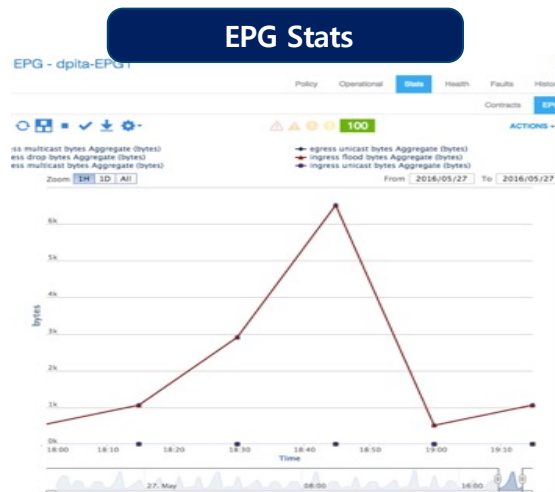 EPG Stats
EPG - dpita-EPG1
Policy Operational Stats Health Faults Histo
Contracts EPG
100 ACTIONS
ess multicast bytes Aggregate (bytes) egress unicast bytes Aggregate (bytes)
ess drop bytes Aggregate (bytes) ingress flood bytes Aggregate (bytes)
ess multicast bytes Aggregate (bytes) ingress unicast bytes Aggregate (bytes)
Zoom 1H 1D All From 2016/05/27 To 2016/05/27
6k
5k
4k
bytes
3k
2k
1k
0k
18:00 18:10 18:20 18:30 18:40 18:50 19:00 19:10
Time
27. May 08:00 16:00